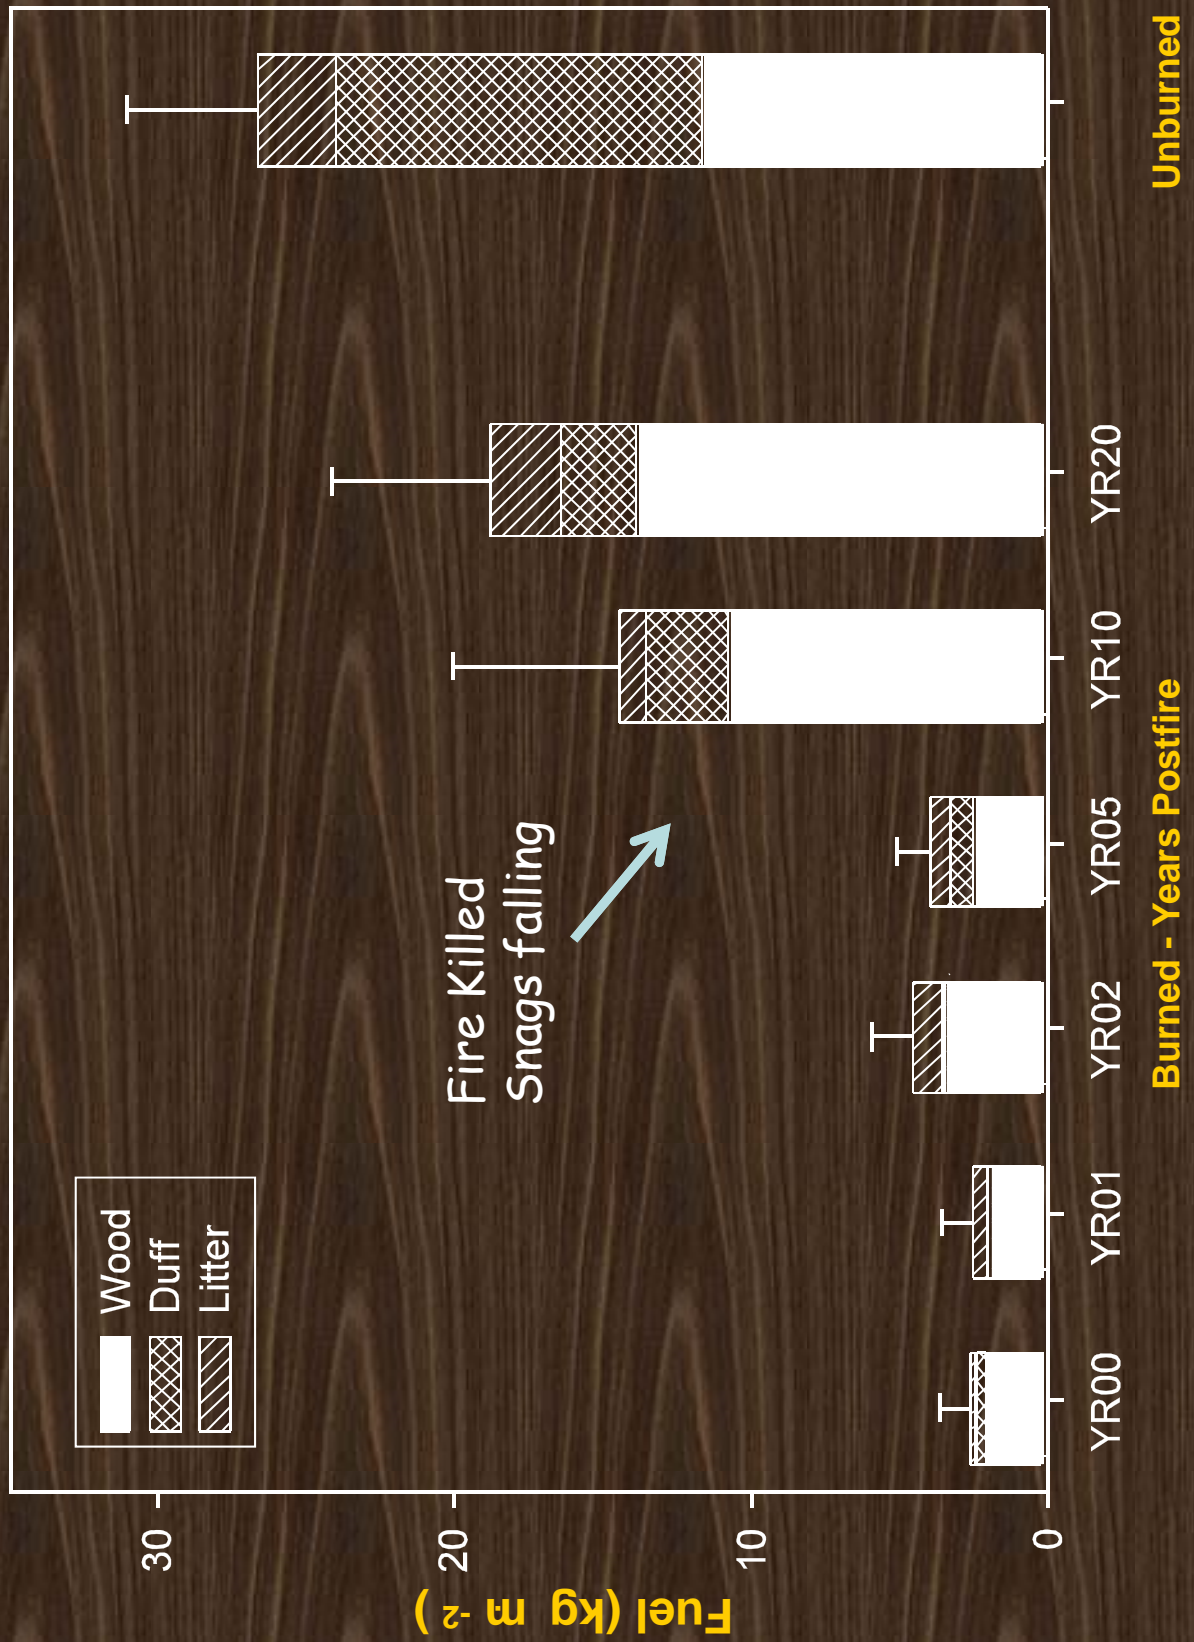 Wood
Duff
Litter
Fire Killed
Snags falling
30
20
10
0
Fuel (kg m-2)
YR00 YR01 YR02 YR05 YR10 YR20
Burned - Years Postfire Unburned